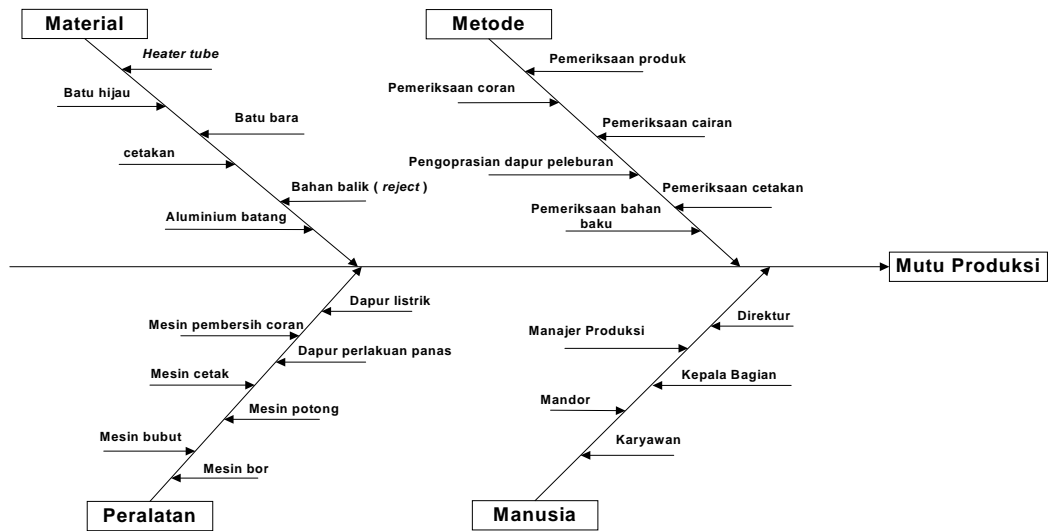 Material
Heater tube
Batu hijau
Batu bara
cetakan
Bahan balik ( reject )
Aluminium batang
Metode
Pemeriksaan produk
Pemeriksaan coran
Pemeriksaan cairan
Pengoprasian dapur peleburan
Pemeriksaan cetakan
Pemeriksaan bahan
baku
Mutu Produksi
Dapur listrik
Mesin pembersih coran
Dapur perlakuan panas
Mesin cetak
Mesin potong
Mesin bubut
Mesin bor
Peralatan
Direktur
Manajer Produksi
Kepala Bagian
Mandor
Karyawan
Manusia